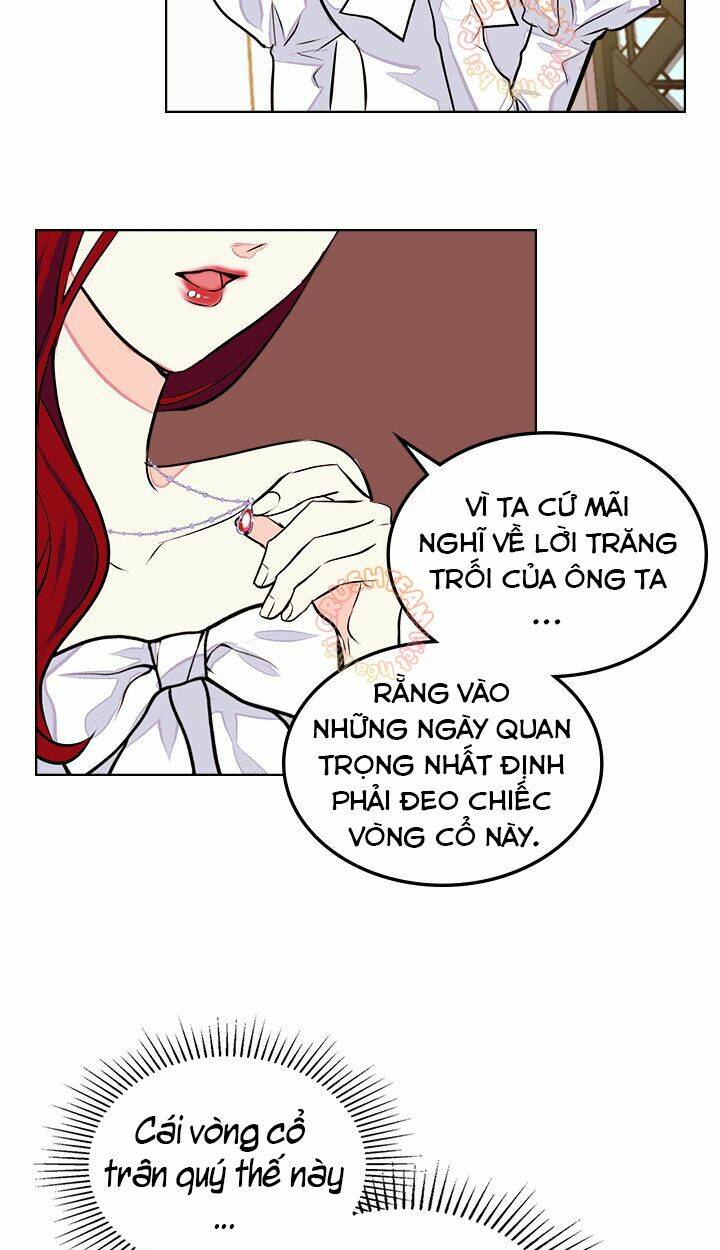 VÌ TA CỨ MÃI
NGHĨ VỀ LỜI TRĂNG
TRỐI CỦA ÔNG TA
...
RẰNG VÀO
NHỮNG NGÀY QUAN
TRỌNG NHẤT ĐỊNH
PHẢI ĐEO CHIẾC
VÒNG CỔ NÀY.
Cái vòng cổ
trân quý thế này
...